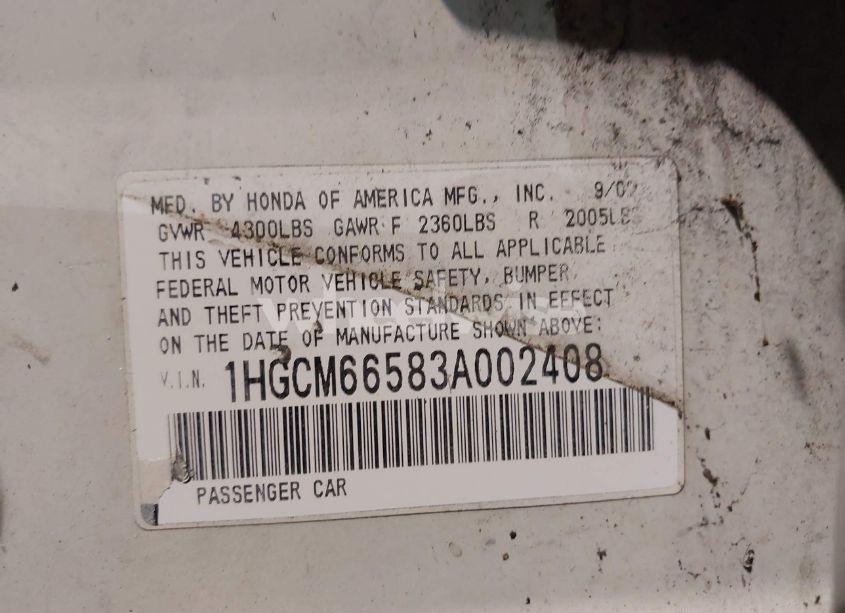 MFD. BY HONDA OF AMERICA MFG., INC. 9/02
GVWR 4300LBS GAWR F 2360LBS R 2005LBS
THIS VEHICLE CONFORMS TO ALL APPLICABLE
FEDERAL MOTOR VEHICLE SAFETY, BUMPER,
AND THEFT PREVENTION STANDARDS IN EFFECT
ON THE DATE OF MANUFACTURE SHOWN ABOVE:
V.I.N. 1HGCM66583A002408
PASSENGER CAR